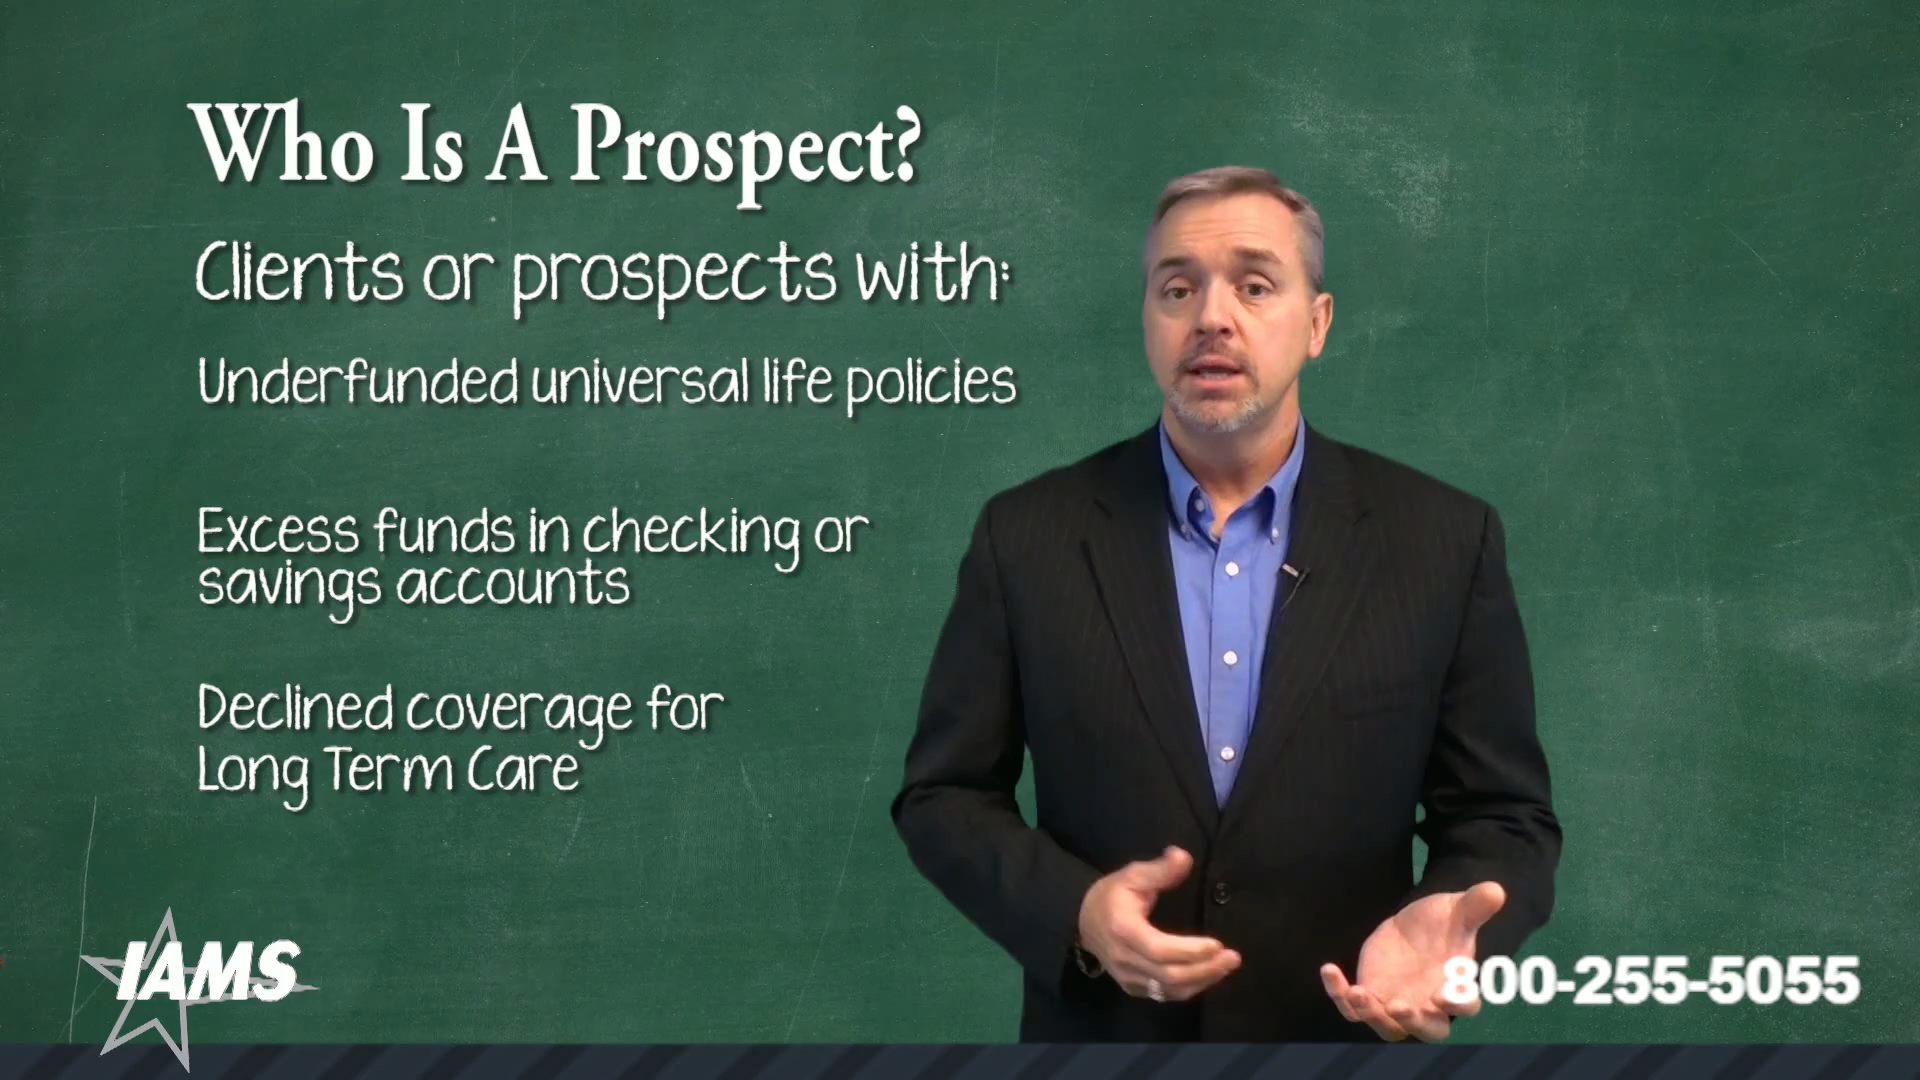 Who Is A Prospect?
Clients or prospects with:
Underfunded universal life policies
Excess funds in checking or
savings accounts
Declined coverage for
Long Term Care
IAMS
800-255-5055